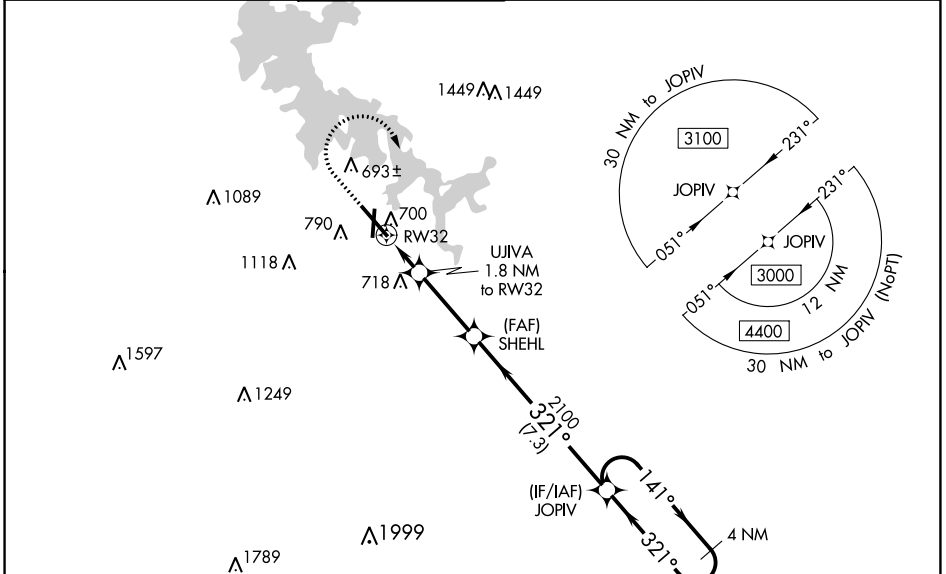 1449 1449
30 NM to JOPIV
3100
231°
JOPIV
051°
693±
1089
700
790
RW32
1118
UJIVA
1.8 NM
to RW32
718
231°
JOPIV
3000
051°
12 NM
4400
30 NM to JOPIV (NoPT)
(FAF)
SHEHL
1597
1249
2100
321°
(7.3)
(IF/IAF)
JOPIV
141°
4 NM
321°
1999
1789